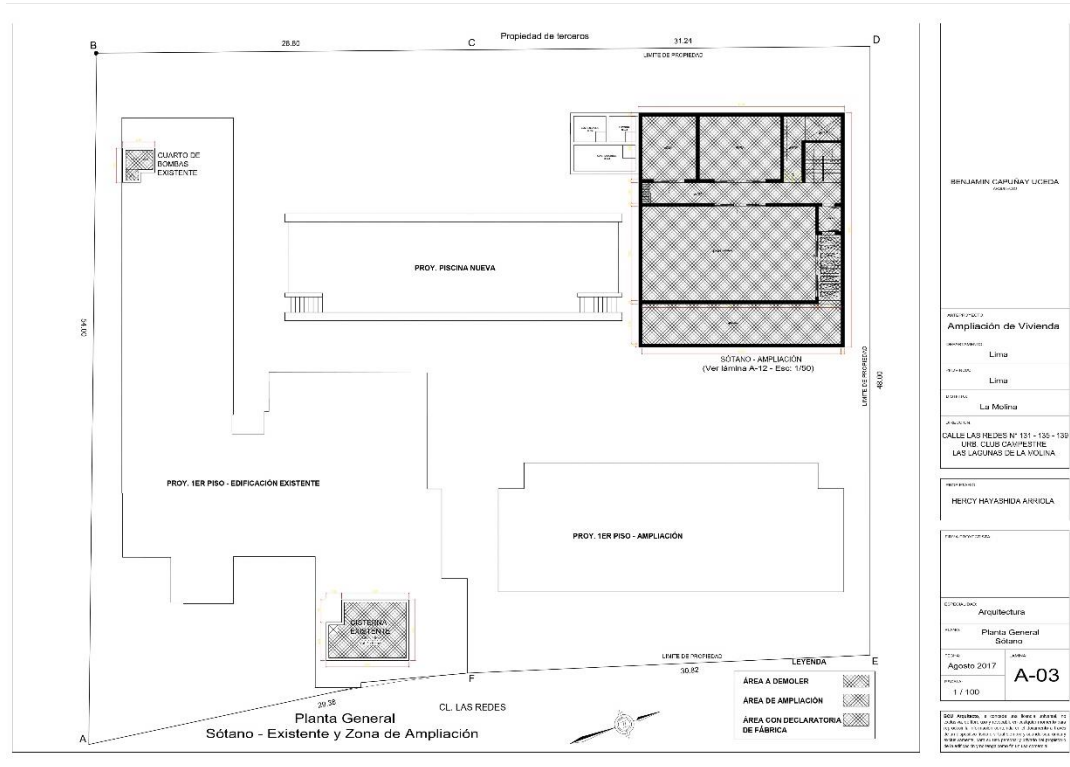 B
28.80
C
Propiedad de terceros
31.24
D
LIMITE DE PROPIEDAD
CUARTO DE
BOMBAS
EXISTENTE
PROY. PISCINA NUEVA
54.00
SÓTANO - AMPLIACIÓN
(Ver lámina A-12 - Esc: 1/50)
LIMITE DE PROPIEDAD
48.00
PROY. 1ER PISO - EDIFICACIÓN EXISTENTE
PROY. 1ER PISO - AMPLIACIÓN
CISTERNA
EXISTENTE
LIMITE DE PROPIEDAD
30.82
E
F
29.38
CL. LAS REDES
A
Planta General
Sótano - Existente y Zona de Ampliación
LEYENDA
ÁREA A DEMOLER
ÁREA DE AMPLIACIÓN
ÁREA CON DECLARATORIA
DE FÁBRICA
BENJAMIN CAPUÑAY UCEDA
ANTEPROYECTO
Ampliación de Vivienda
DEPARTAMENTO
Lima
PROVINCIA
Lima
La Molina
CALLE LAS REDES N° 131 - 135 - 139
URB. CLUB CAMPESTRE
LAS LAGUNAS DE LA MOLINA
HERCY HAYASHIDA ARRIOLA
ESPECIALIDAD
Arquitectura
Planta General
Sótano
Agosto 2017
A-03
1 / 100